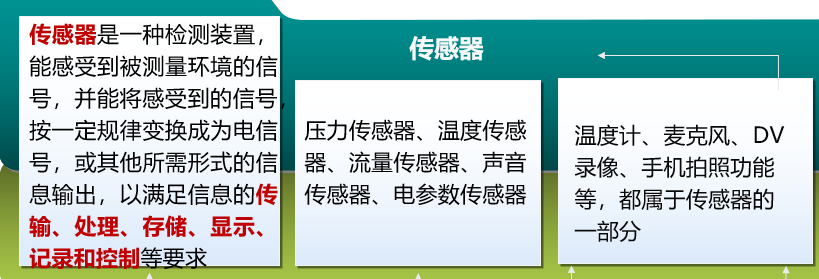 传感器
传感器是一种检测装置，
能感受到被测量环境的信
号，并能将感受到的信号，
按一定规律变换成为电信
号，或其他所需形式的信
息输出，以满足信息的传
输、处理、存储、显示、
记录和控制等要求
压力传感器、温度传感
器、流量传感器、声音
传感器、电参数传感器
温度计、麦克风、DV
录像、手机拍照功能
等，都属于传感器的
一部分